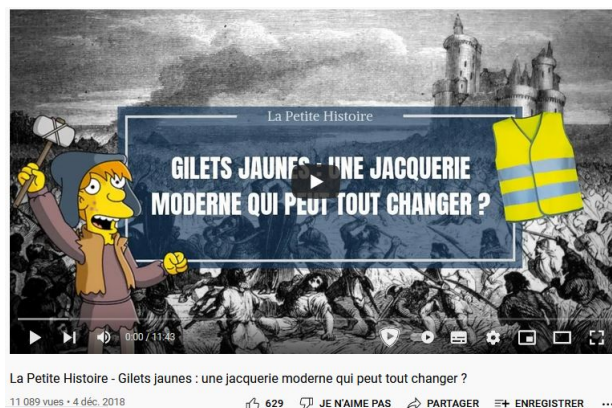 La Petite Histoire
GILETS JAUNES : UNE JACQUERIE
MODERNE QUI PEUT TOUT CHANGER ?
0:00 / 11:43
La Petite Histoire - Gilets jaunes : une jacquerie moderne qui peut tout changer ?
11 089 vues • 4 déc. 2018 629 JE N'AIME PAS PARTAGER ENREGISTRER